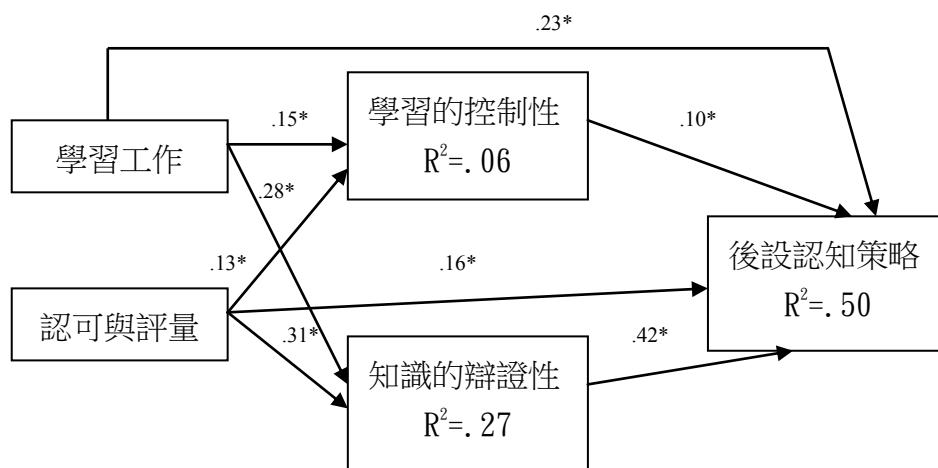 .23*
.15*
學習的控制性
R²=.06
.10*
學習工作
.28*
.13*
.16*
後設認知策略
R²=.50
認可與評量
.31*
.42*
知識的辯證性
R²=.27